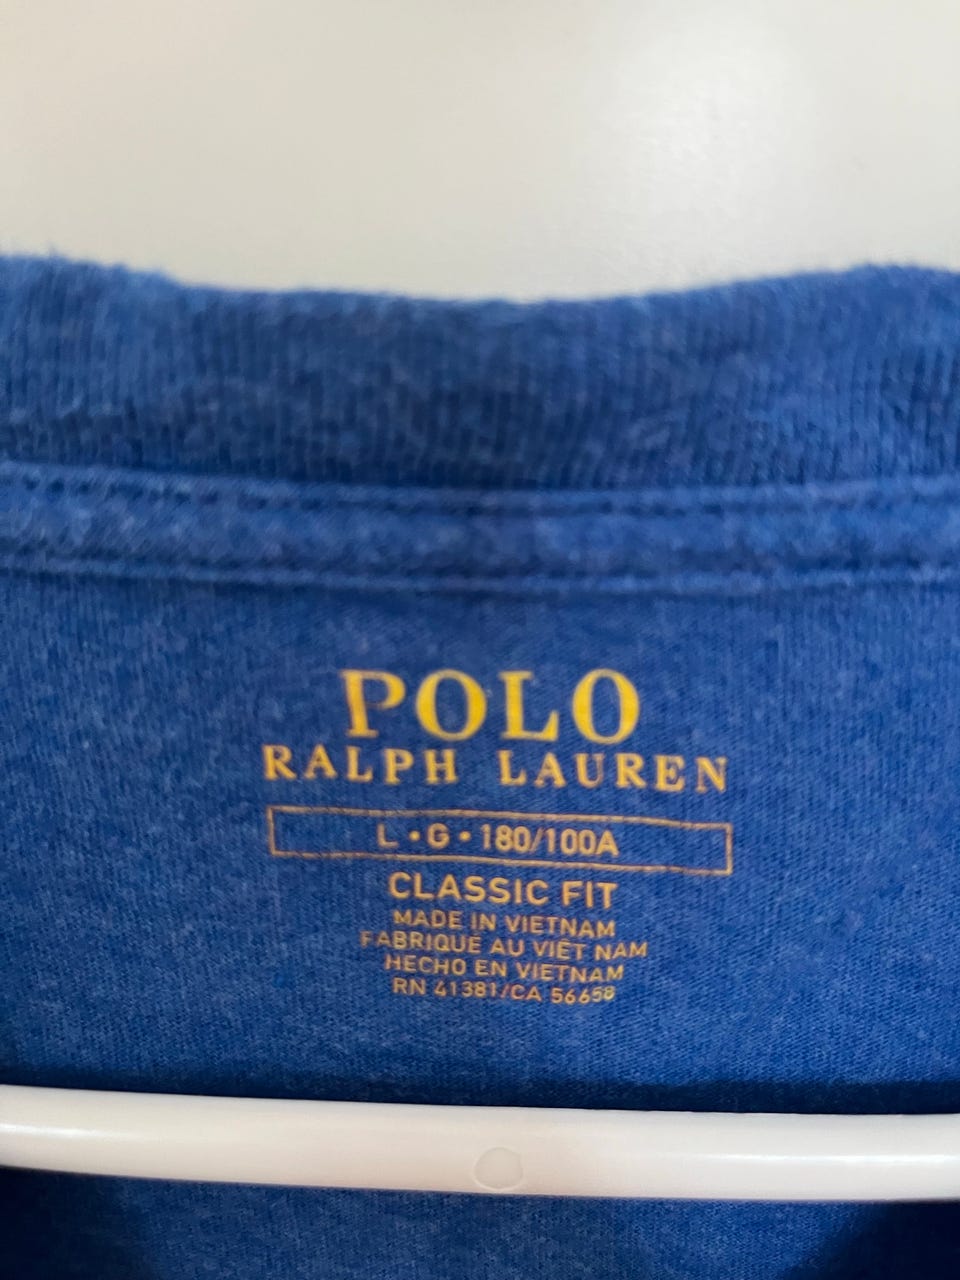 POLO
RALPH LAUREN
L • G • 180/100A
CLASSIC FIT
MADE IN VIETNAM
FABRIQUÉ AU VIÊT NAM
HECHO EN VIETNAM
RN 41381/CA 56658